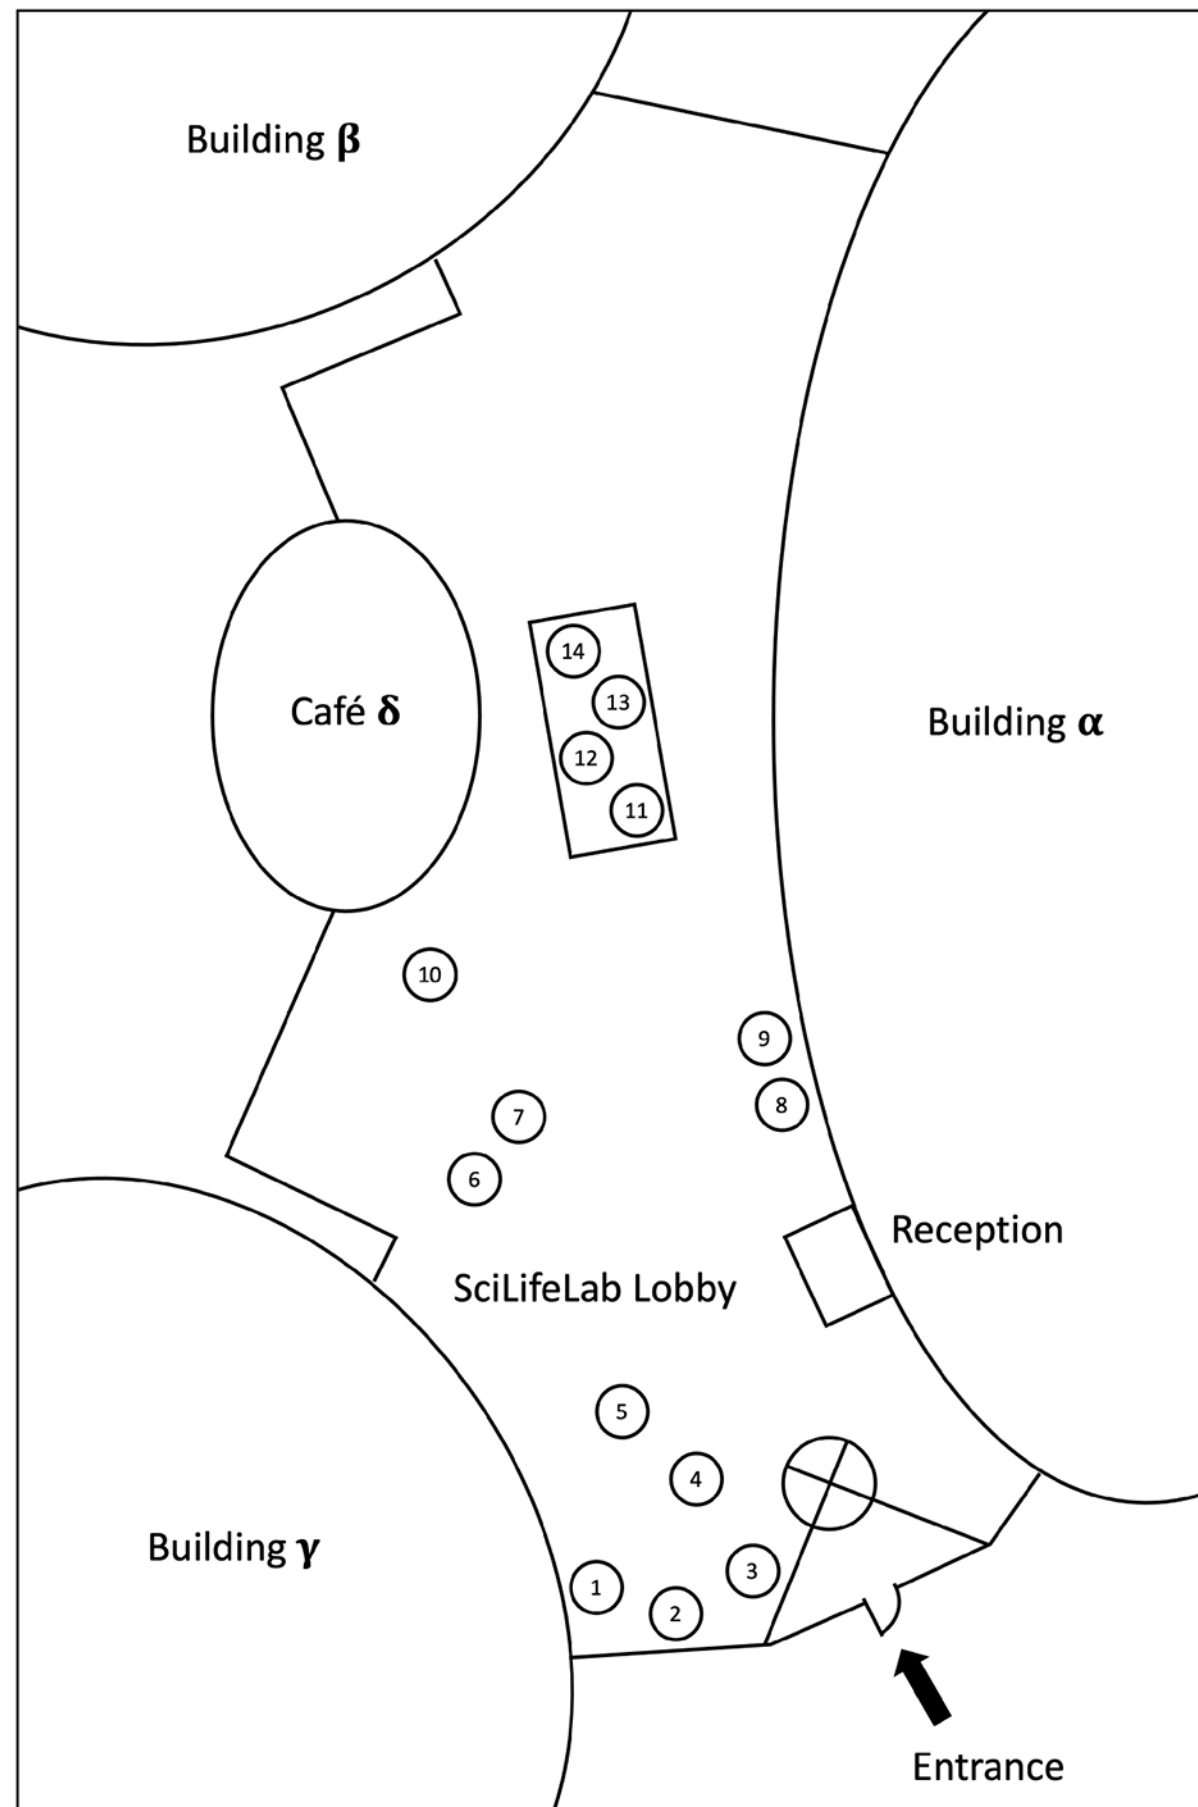 Building β
14
13
Café δ
Building α
12
11
10
9
8
7
6
Reception
SciLifeLab Lobby
5
4
Building γ
3
1
2
Entrance